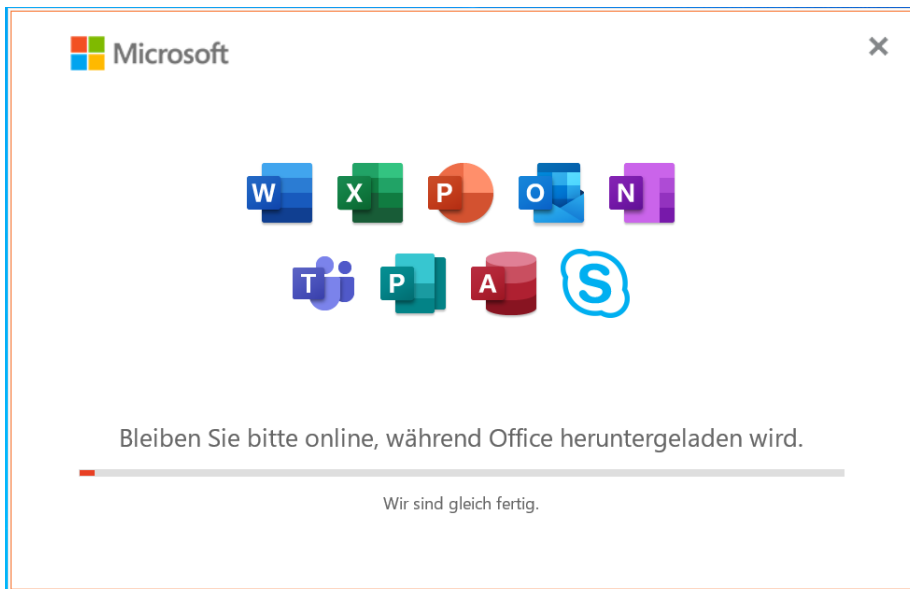 Microsoft
W X P O N
T P A S
Bleiben Sie bitte online, während Office heruntergeladen wird.
Wir sind gleich fertig.